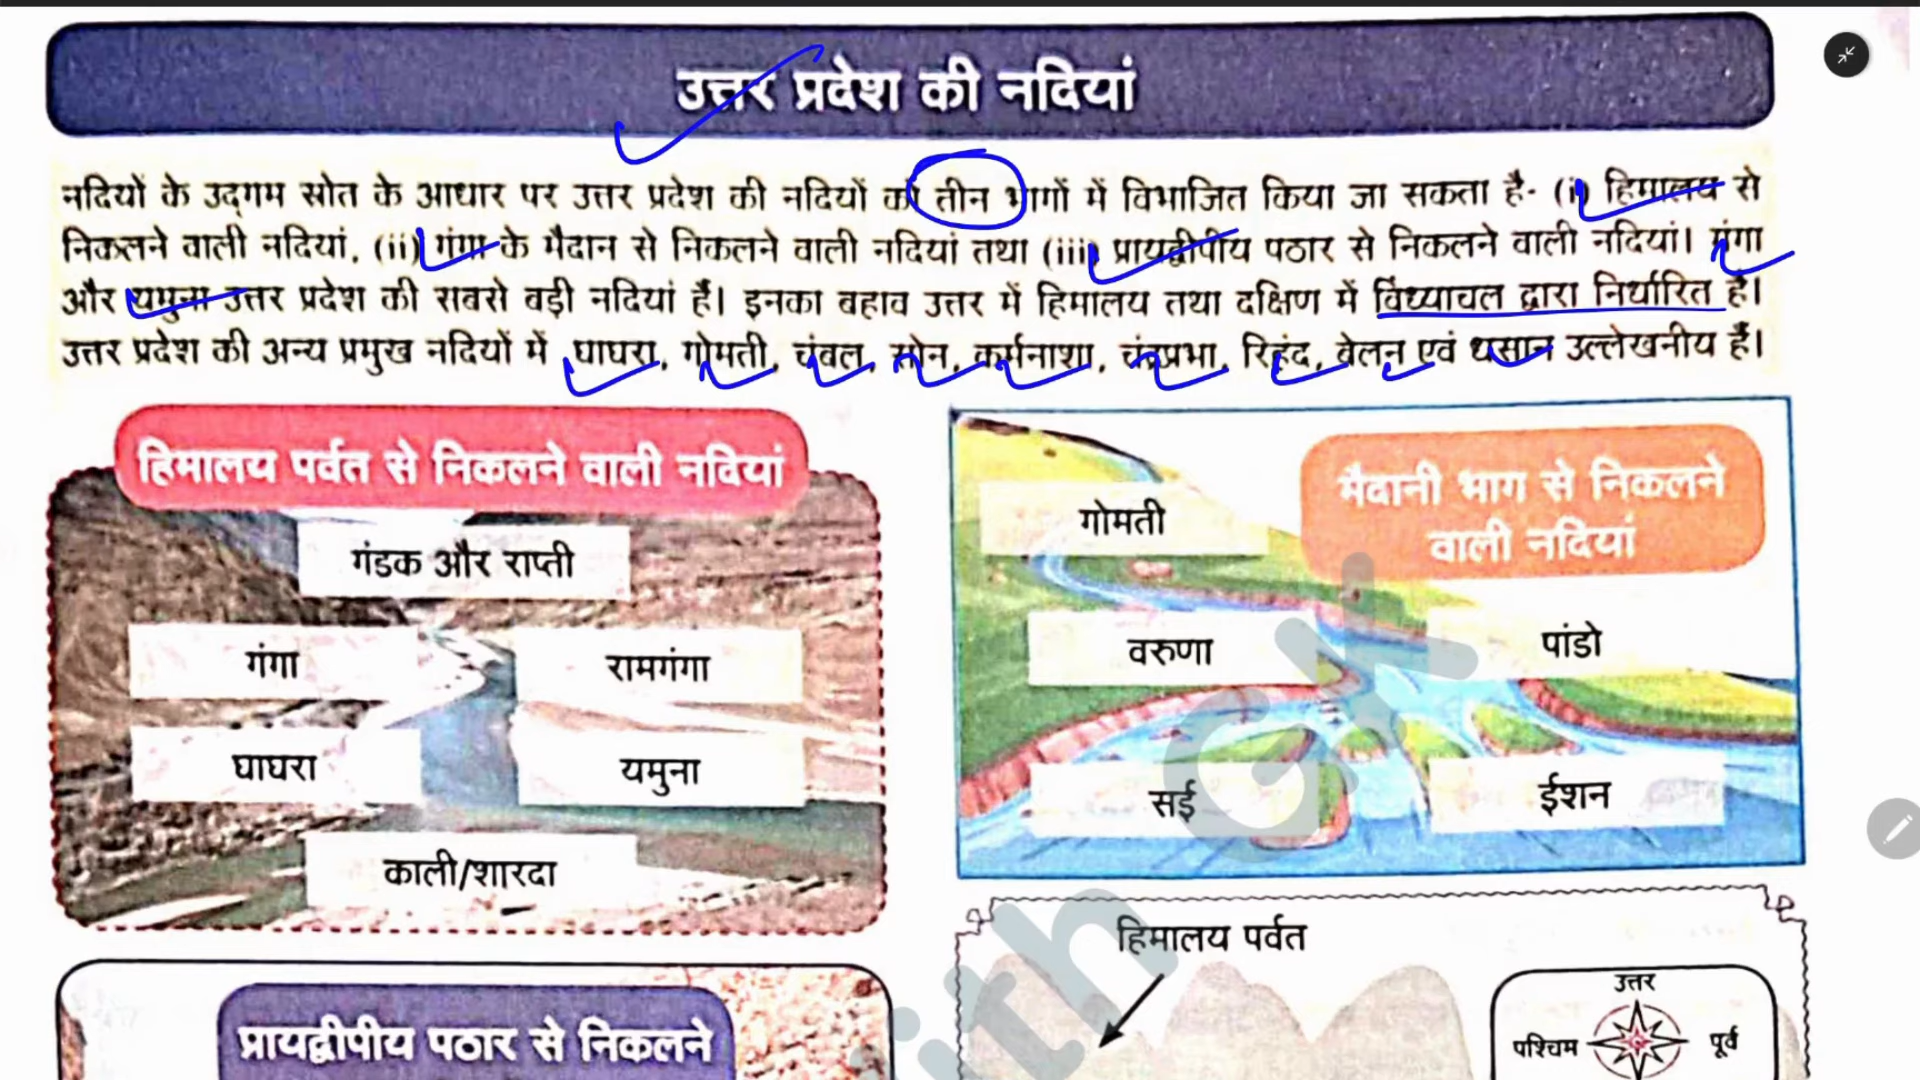 उत्तर प्रदेश की नदियां
नदियों के उद्गम स्रोत के आधार पर उत्तर प्रदेश की नदियों को तीन भागों में विभाजित किया जा सकता है- (i) हिमालय से
निकलने वाली नदियां, (ii) गंगा के मैदान से निकलने वाली नदियां तथा (iii) प्रायद्वीपीय पठार से निकलने वाली नदियां। गंगा
और यमुना उत्तर प्रदेश की सबसे बड़ी नदियां हैं। इनका बहाव उत्तर में हिमालय तथा दक्षिण में विंध्याचल द्वारा निर्धारित है।
उत्तर प्रदेश की अन्य प्रमुख नदियों में घाघरा, गोमती, चंबल, सोन, कर्मनाशा, चंद्रप्रभा, रिहंद, बेलन एवं धसान उल्लेखनीय हैं।
हिमालय पर्वत से निकलने वाली नदियां
गंडक और राप्ती
गंगा
रामगंगा
घाघरा
यमुना
काली/शारदा
मैदानी भाग से निकलने
वाली नदियां
गोमती
वरुणा
पांडो
सई
ईशन
हिमालय पर्वत
उत्तर
पश्चिम
पूर्व
प्रायद्वीपीय पठार से निकलने
ith GK